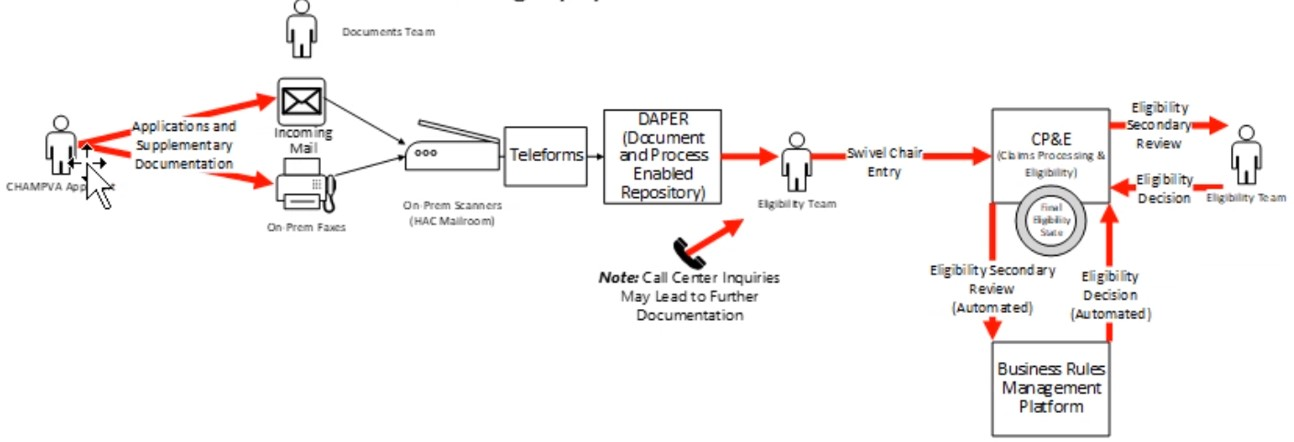 Documents Team
Applications and
Supplementary
Documentation
CHAMPVA
Incoming
Mail
On-Prem Faxes
On-Prem Scanners
(HAC Mailroom)
Teleforms
DAPER
(Document
and Process
Enabled
Repository)
Eligibility Team
Note: Call Center Inquiries
May Lead to Further
Documentation
Swivel Chair
Entry
CP&E
(Claims Processing &
Eligibility)
Final
Eligibility
State
Eligibility
Secondary
Review
Eligibility
Decision
Eligibility Team
Eligibility Secondary
Review
(Automated)
Eligibility
Decision
(Automated)
Business Rules
Management
Platform